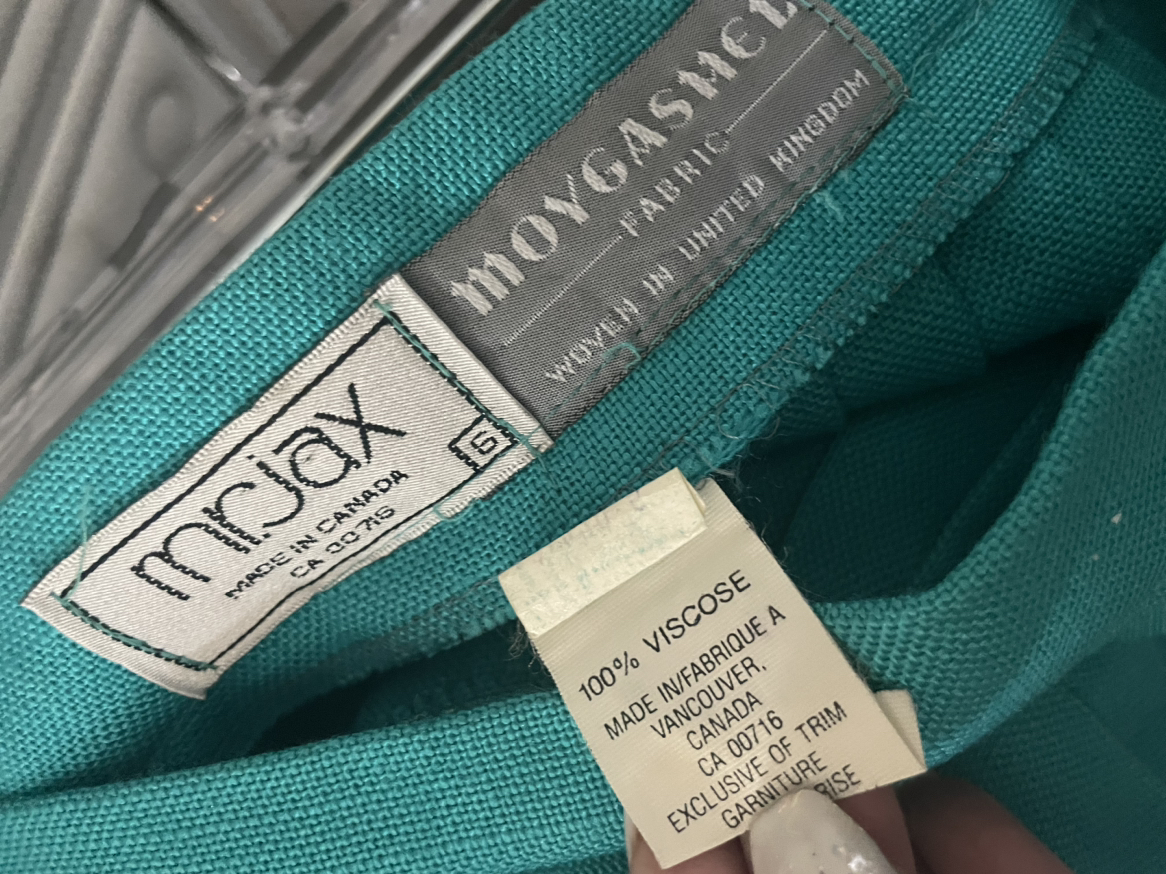 MOYGASHEL
FABRIC
WOVEN IN UNITED KINGDOM
mr.jax
MADE IN CANADA
CA 00716
6
100% VISCOSE
MADE IN/FABRIQUE A
VANCOUVER,
CANADA
CA 00716
EXCLUSIVE OF TRIM
GARNITURE